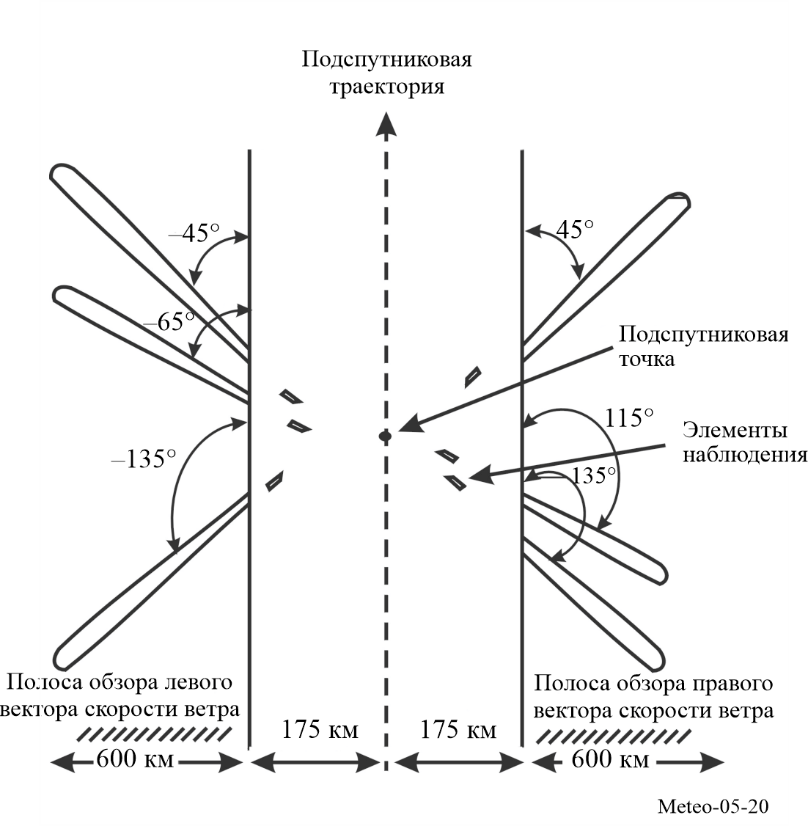 Подспутниковая
траектория
–45°
45°
–65°
Подспутниковая
точка
115°
Элементы
наблюдения
–135°
135°
Полоса обзора левого
вектора скорости ветра
Полоса обзора правого
вектора скорости ветра
175 км
175 км
600 км
600 км
Meteo-05-20